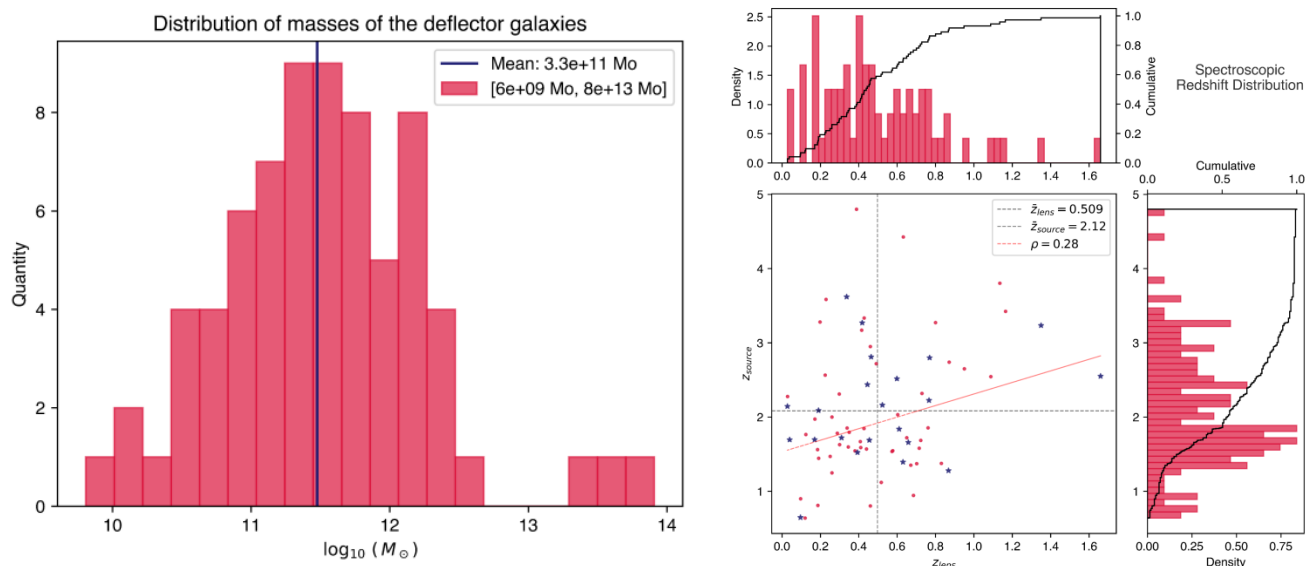 Distribution of masses of the deflector galaxies
Mean: 3.3e+11 Mo
[6e+09 Mo, 8e+13 Mo]
Quantity
8
6
4
2
0
10 11 12 13 14
log₁₀ (M⊙)
2.5
2.0
1.5
1.0
0.5
0.0
Density
1.0
0.8
0.6
0.4
0.2
0.0
Cumulative
0.0 0.2 0.4 0.6 0.8 1.0 1.2 1.4 1.6
Spectroscopic
Redshift Distribution
z̄lens = 0.509
z̄source = 2.12
ρ = 0.28
zsource
5
4
3
2
1
0.0 0.2 0.4 0.6 0.8 1.0 1.2 1.4 1.6
zlens
Cumulative
0.0 0.5 1.0
5
4
3
2
1
0.00 0.25 0.50 0.75
Density